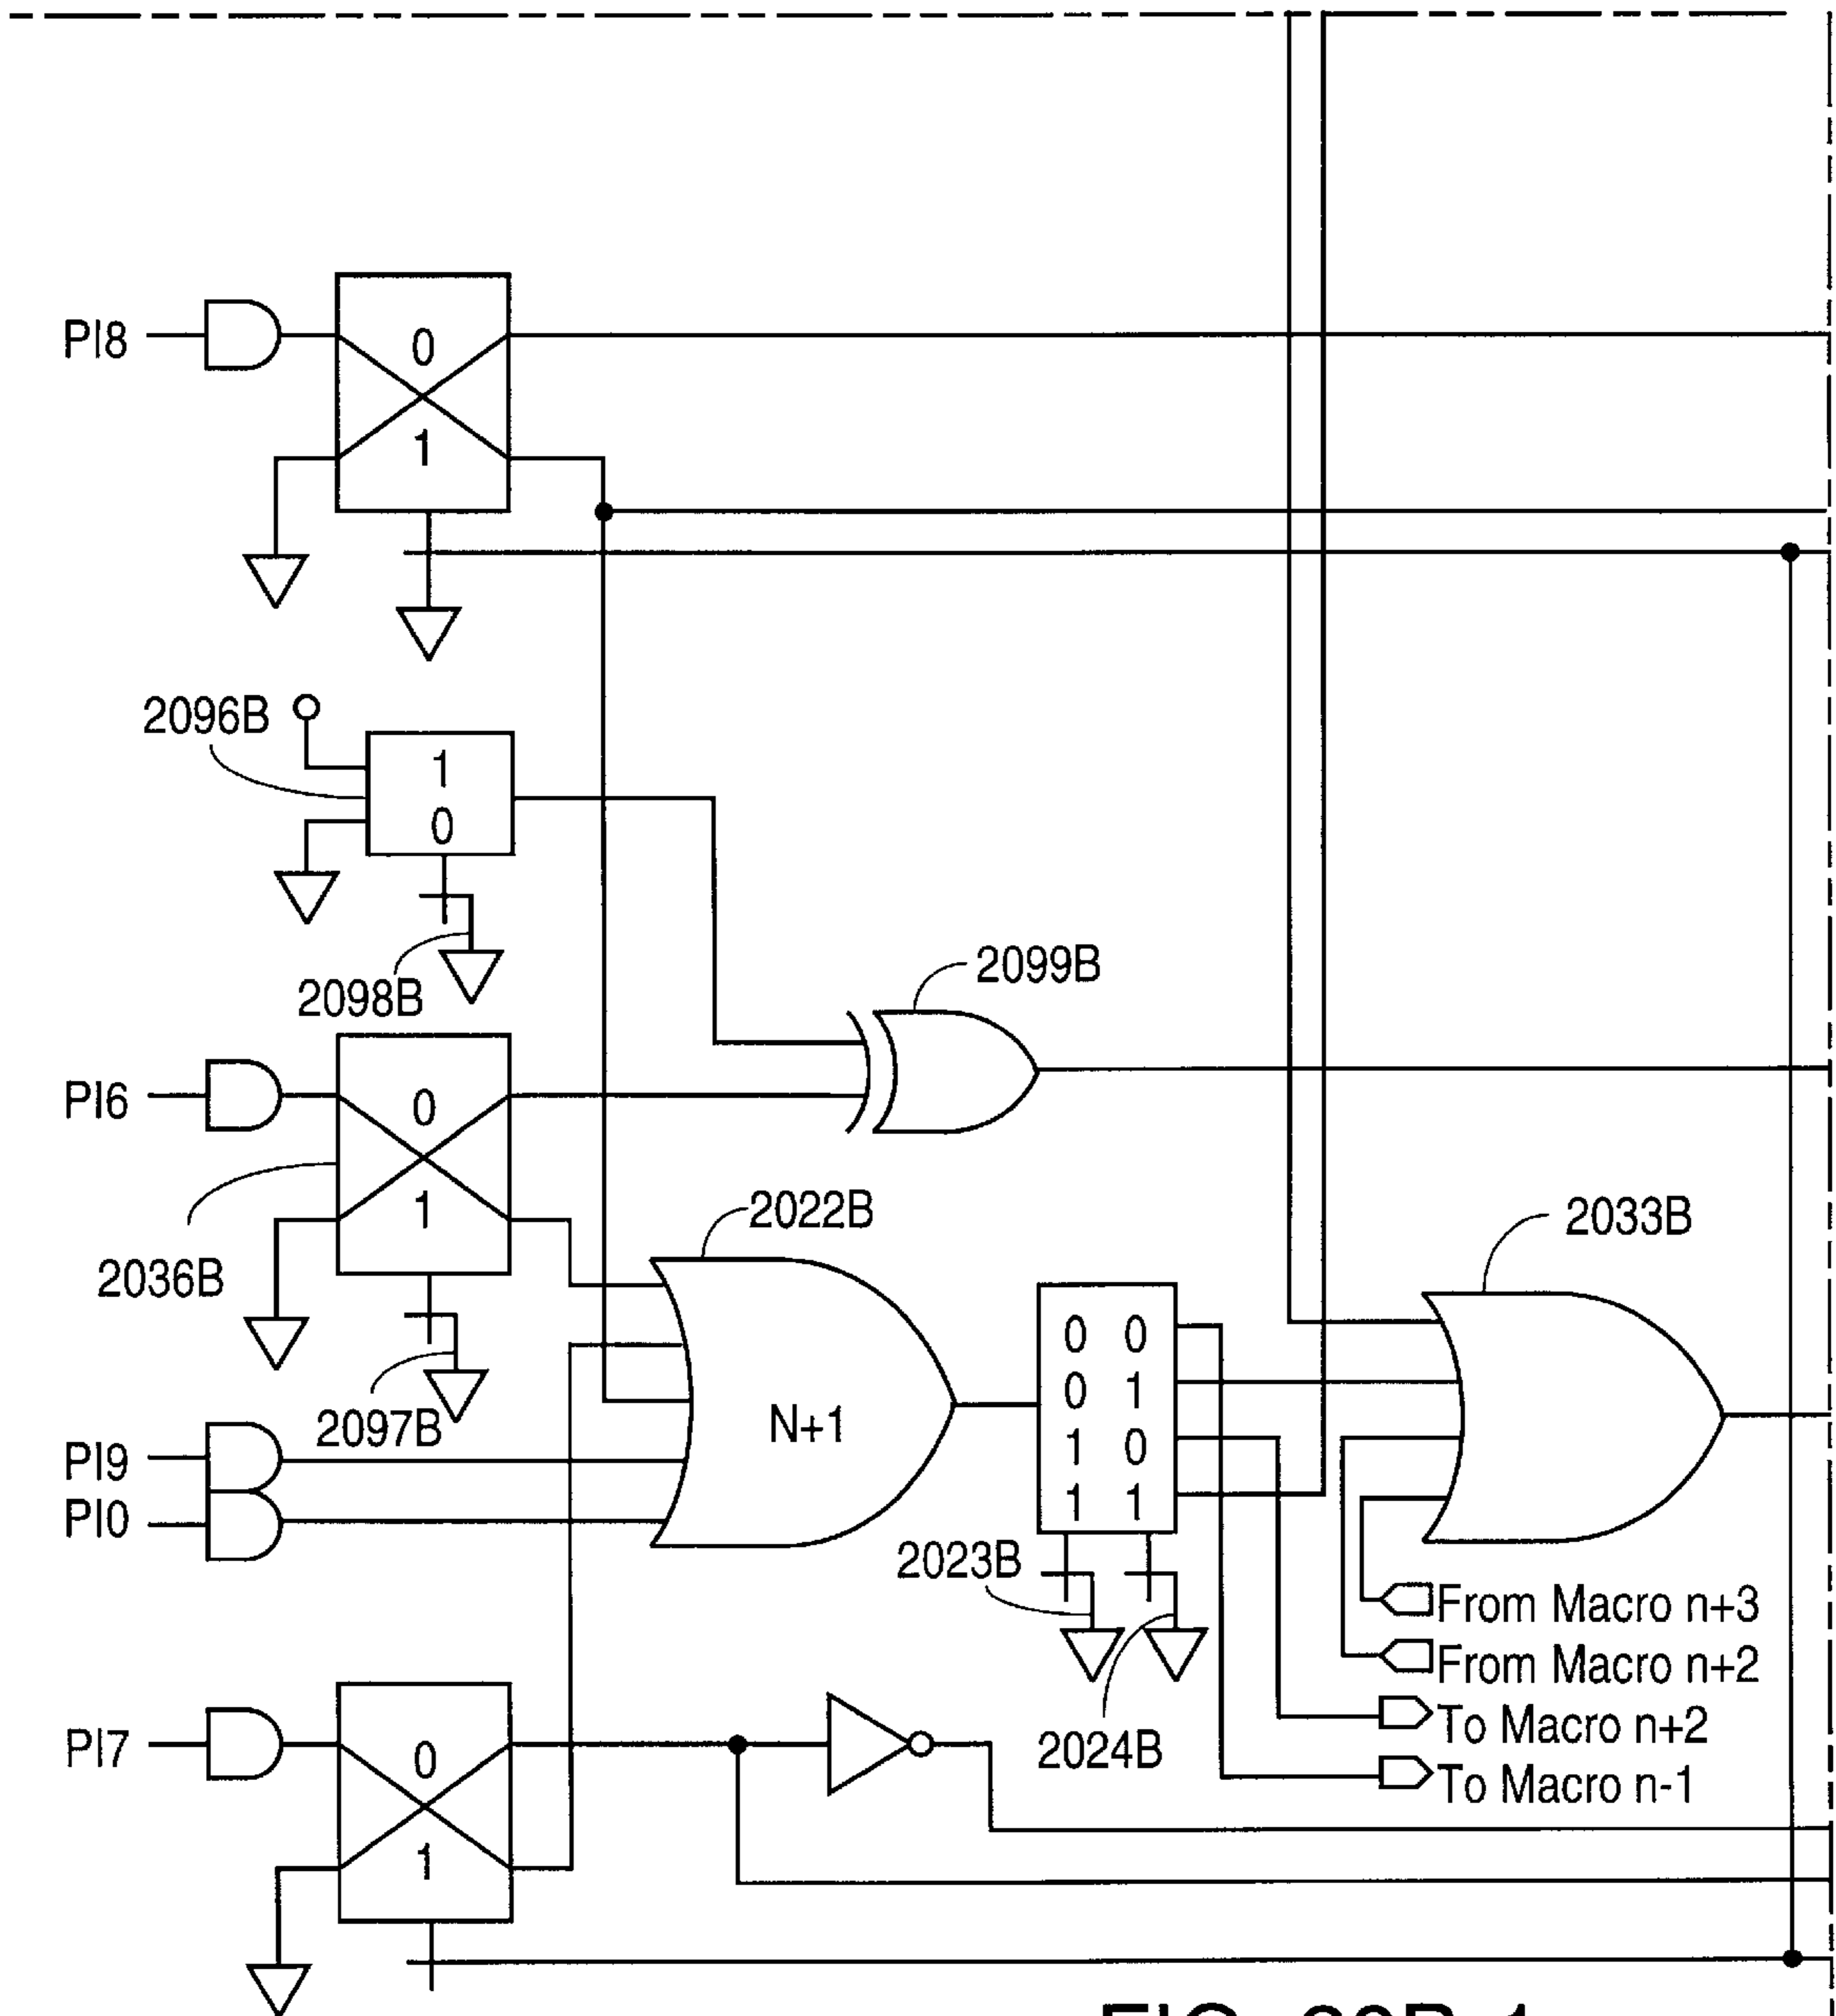 PI8
0
1
2096B
1
0
2098B
2099B
PI6
0
1
2036B
2022B
2033B
2097B
N+1
0 0
0 1
1 0
1 1
PI9
PI0
2023B
2024B
From Macro n+3
From Macro n+2
To Macro n+2
To Macro n-1
PI7
0
1